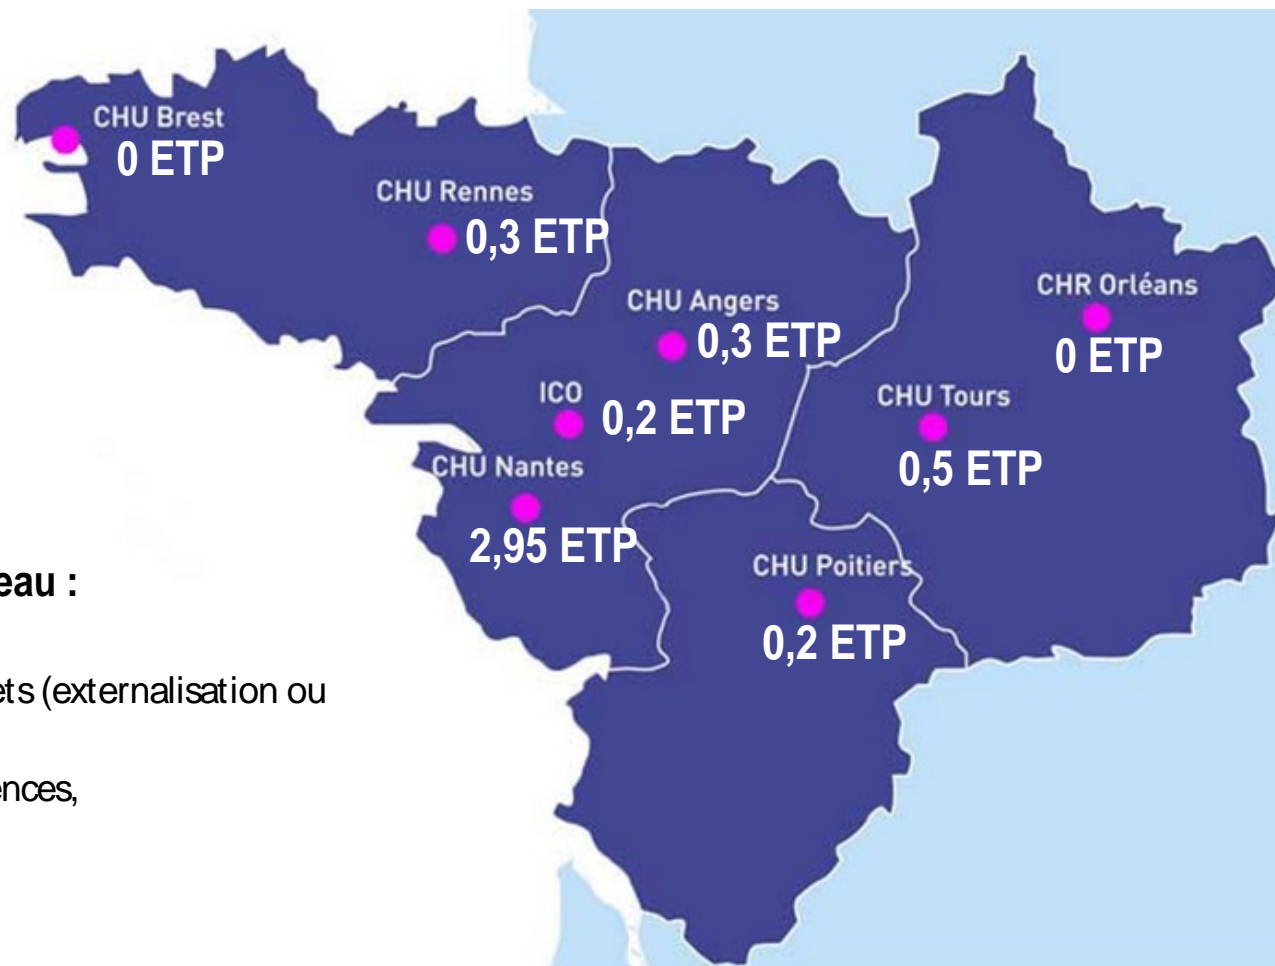 CHU Brest
0 ETP
CHU Rennes
0,3 ETP
CHU Angers
0,3 ETP
CHR Orléans
0 ETP
ICO
0,2 ETP
CHU Tours
0,5 ETP
CHU Nantes
2,95 ETP
CHU Poitiers
0,2 ETP
eau :
ets (externalisation ou
ences,